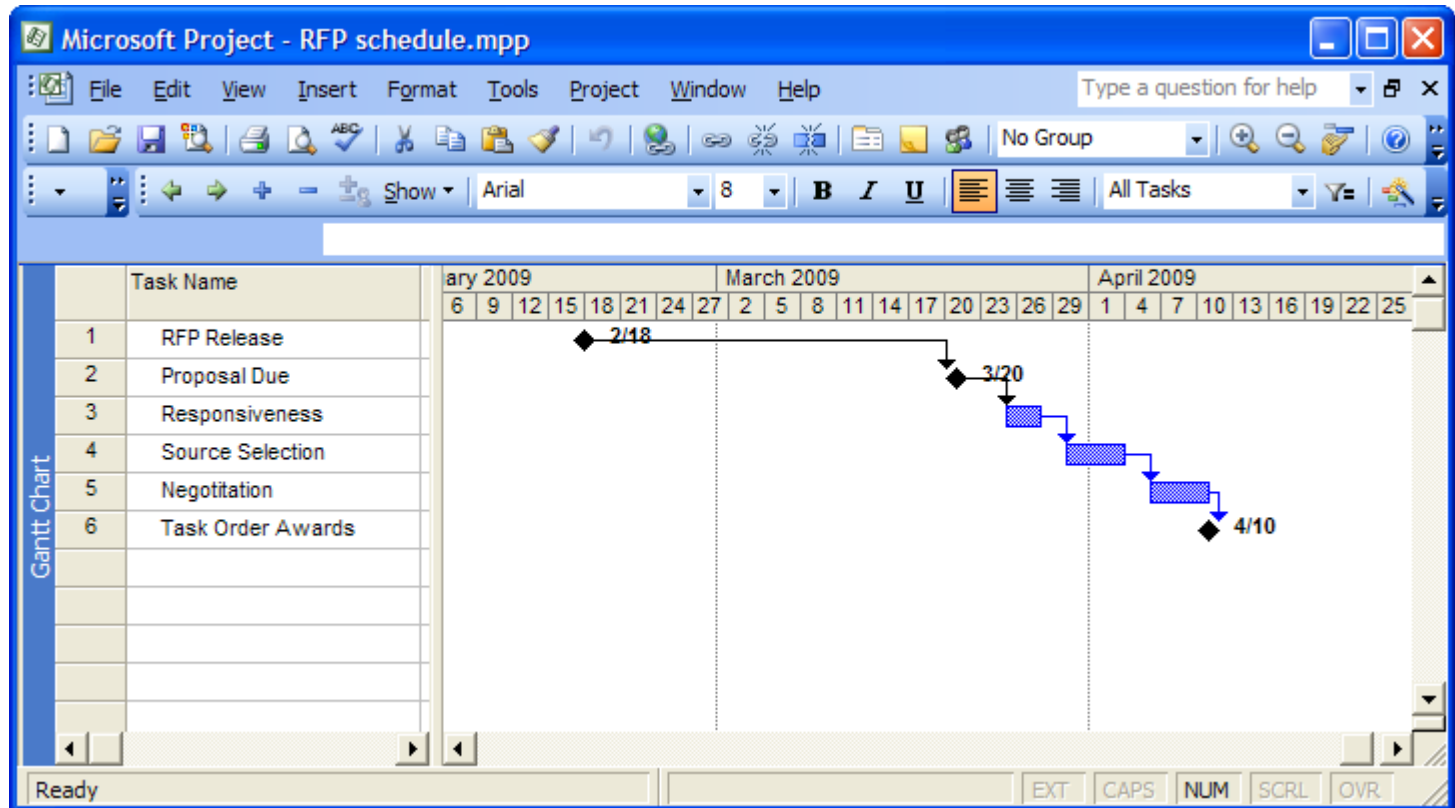 Microsoft Project - RFP schedule.mpp
File Edit View Insert Format Tools Project Window Help Type a question for help
ABC No Group
Show Arial 8 B I U All Tasks
Task Name ary 2009 March 2009 April 2009
6 9 12 15 18 21 24 27 2 5 8 11 14 17 20 23 26 29 1 4 7 10 13 16 19 22 25
1 RFP Release 2/18
2 Proposal Due 3/20
3 Responsiveness
4 Source Selection
5 Negotitation
6 Task Order Awards 4/10
Gantt Chart
Ready EXT CAPS NUM SCRL OVR